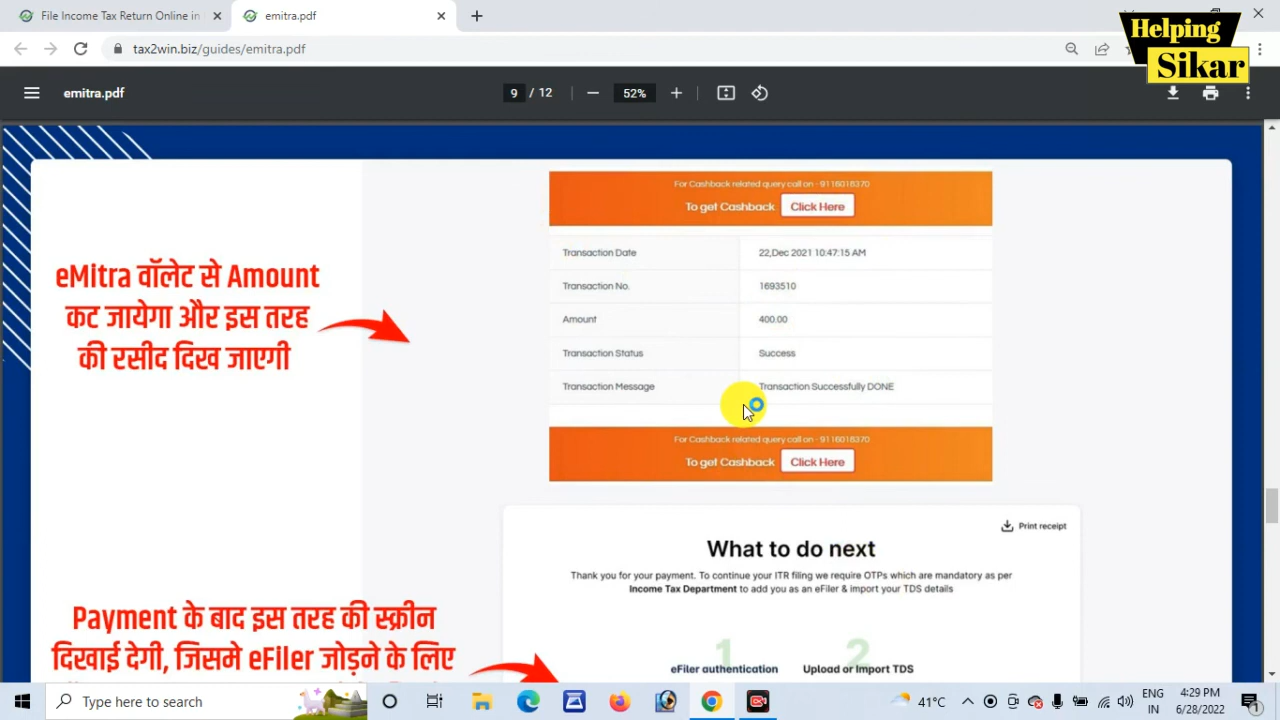 File Income Tax Return Online in
emitra.pdf
tax2win.biz/guides/emitra.pdf
Helping
Sikar
emitra.pdf
9 / 12
52%
For Cashback related query call on - 9116018370
To get Cashback Click Here
Transaction Date 22,Dec 2021 10:47:15 AM
Transaction No. 1693510
Amount 400.00
Transaction Status Success
Transaction Message Transaction Successfully DONE
For Cashback related query call on - 9116018370
To get Cashback Click Here
eMitra वॉलेट से Amount
कट जायेगा और इस तरह
की रसीद दिख जाएगी
Print receipt
What to do next
Thank you for your payment. To continue your ITR filing we require OTPs which are mandatory as per
Income Tax Department to add you as an eFiler & import your TDS details
1 2
eFiler authentication Upload or Import TDS
Payment के बाद इस तरह की स्क्रीन
दिखाई देगी, जिसमे eFiler जोड़ने के लिए
Type here to search
41°C
ENG
IN
4:29 PM
6/28/2022
1